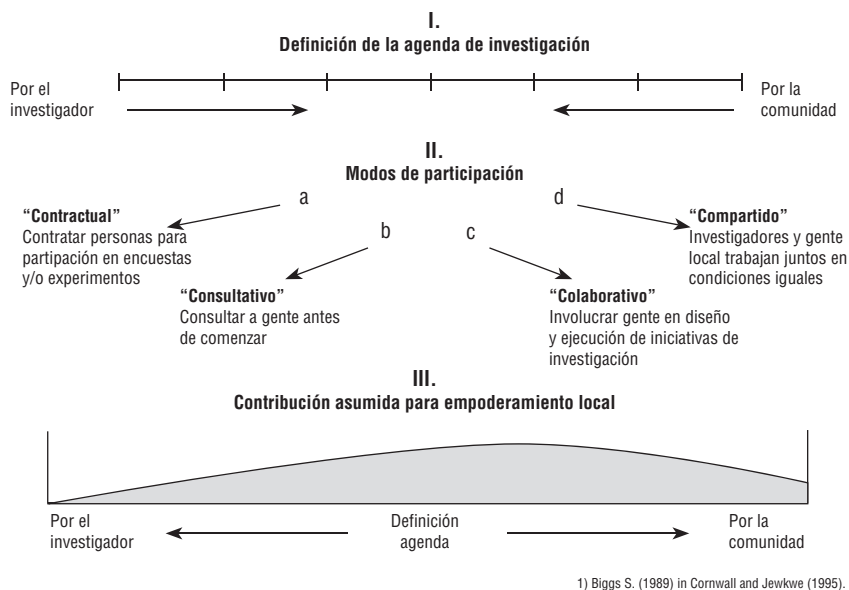 I.
Definición de la agenda de investigación
Por el
investigador
Por la
comunidad
II.
Modos de participación
a
b
c
d
“Contractual”
Contratar personas para
partipación en encuestas
y/o experimentos
“Consultativo”
Consultar a gente antes
de comenzar
“Colaborativo”
Involucrar gente en diseño
y ejecución de iniciativas de
investigación
“Compartido”
Investigadores y gente
local trabajan juntos en
condiciones iguales
III.
Contribución asumida para empoderamiento local
Por el
investigador
Definición
agenda
Por la
comunidad
1) Biggs S. (1989) in Cornwall and Jewkwe (1995).